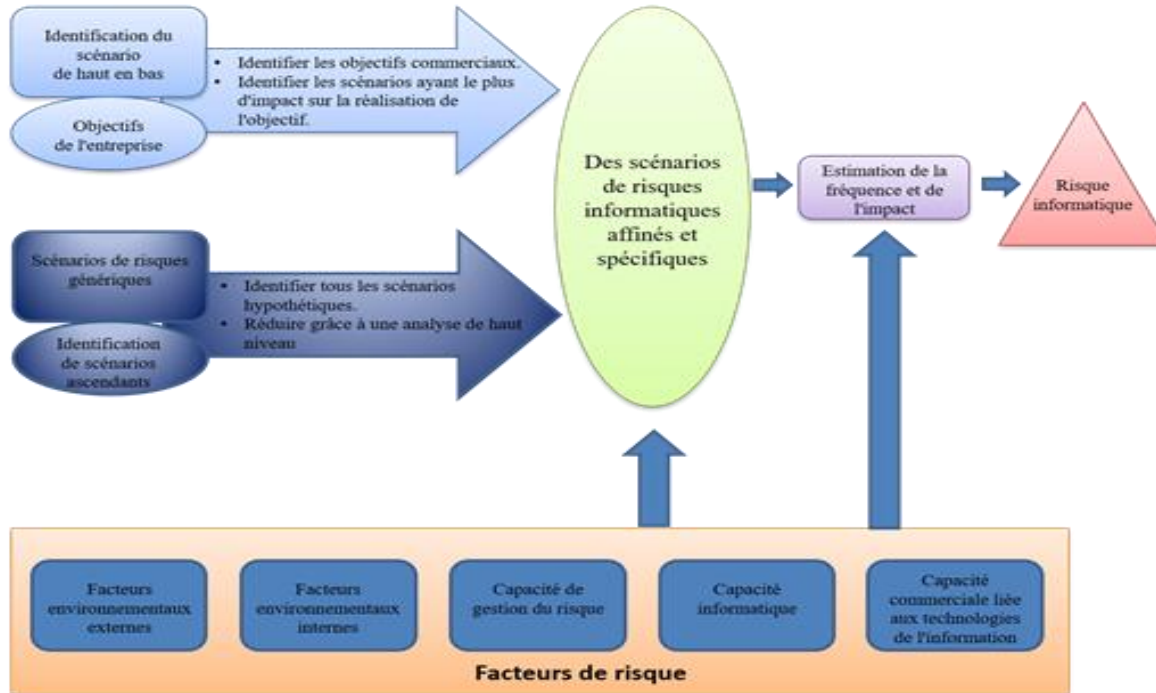 Identification du
scénario
de haut en bas
Objectifs
de l'entreprise
• Identifier les objectifs commerciaux.
• Identifier les scénarios ayant le plus
d'impact sur la réalisation de
l'objectif.
Scénarios de risques
génériques
Identification
de scénarios
ascendants
• Identifier tous les scénarios
hypothétiques.
• Réduire grâce à une analyse de haut
niveau
Des scénarios
de risques
informatiques
affinés et
spécifiques
Estimation de la
fréquence et de
l'impact
Risque
informatique
Facteurs
environnementaux
externes
Facteurs
environnementaux
internes
Capacité de
gestion du risque
Capacité
informatique
Capacité
commerciale liée
aux technologies
de l'information
Facteurs de risque